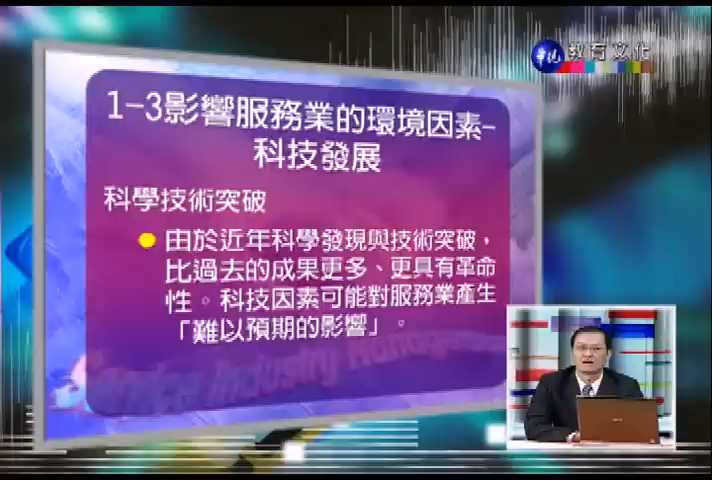 華視 教育文化
1-3影響服務業的環境因素-
科技發展
科學技術突破
由於近年科學發現與技術突破，
比過去的成果更多、更具有革命
性。科技因素可能對服務業產生
「難以預期的影響」。
Service Industry Management